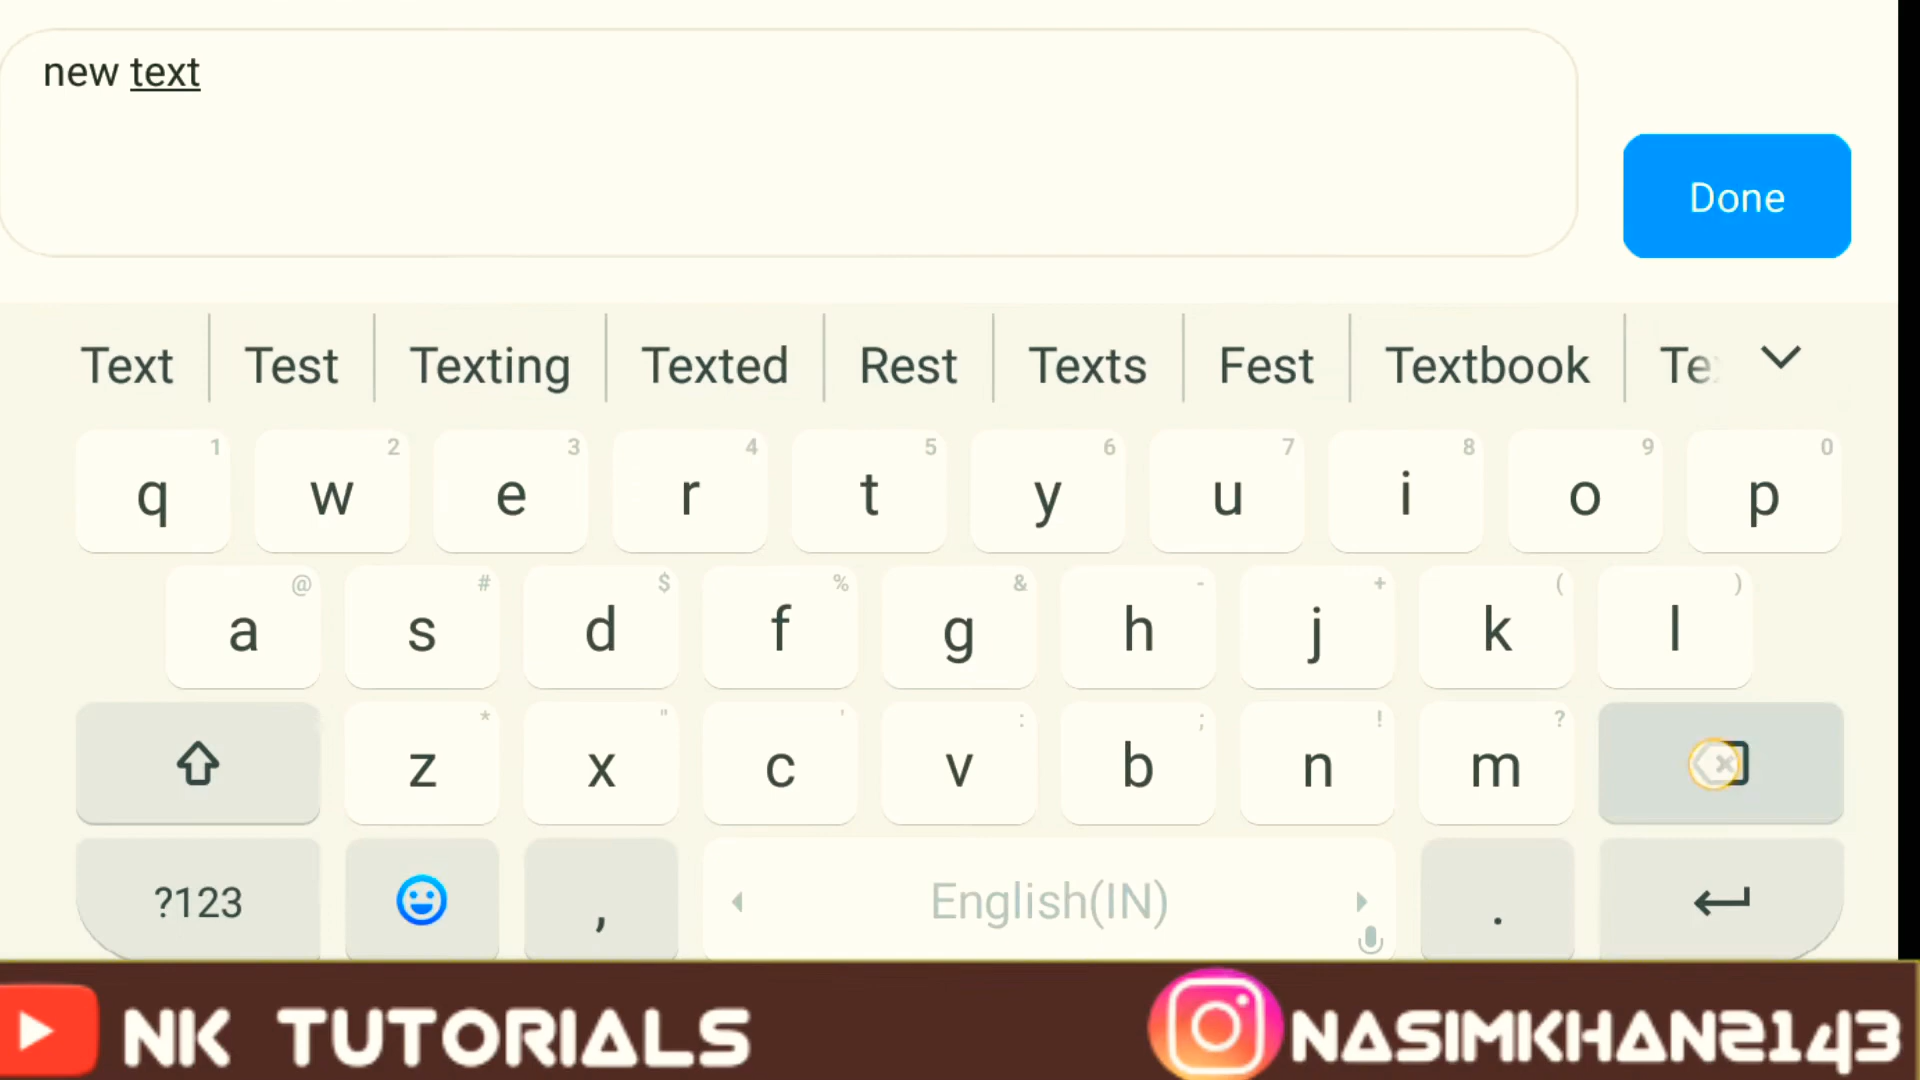 new text
Done
Text Test Texting Texted Rest Texts Fest Textbook Te
1 2 3 4 5 6 7 8 9 0
q w e r t y u i o p
@ # $ % & - + ( )
a s d f g h j k l
* " ' : ; ! ?
z x c v b n m
?123 , English(IN) .
NK TUTORIALS NASIMKHAN2143